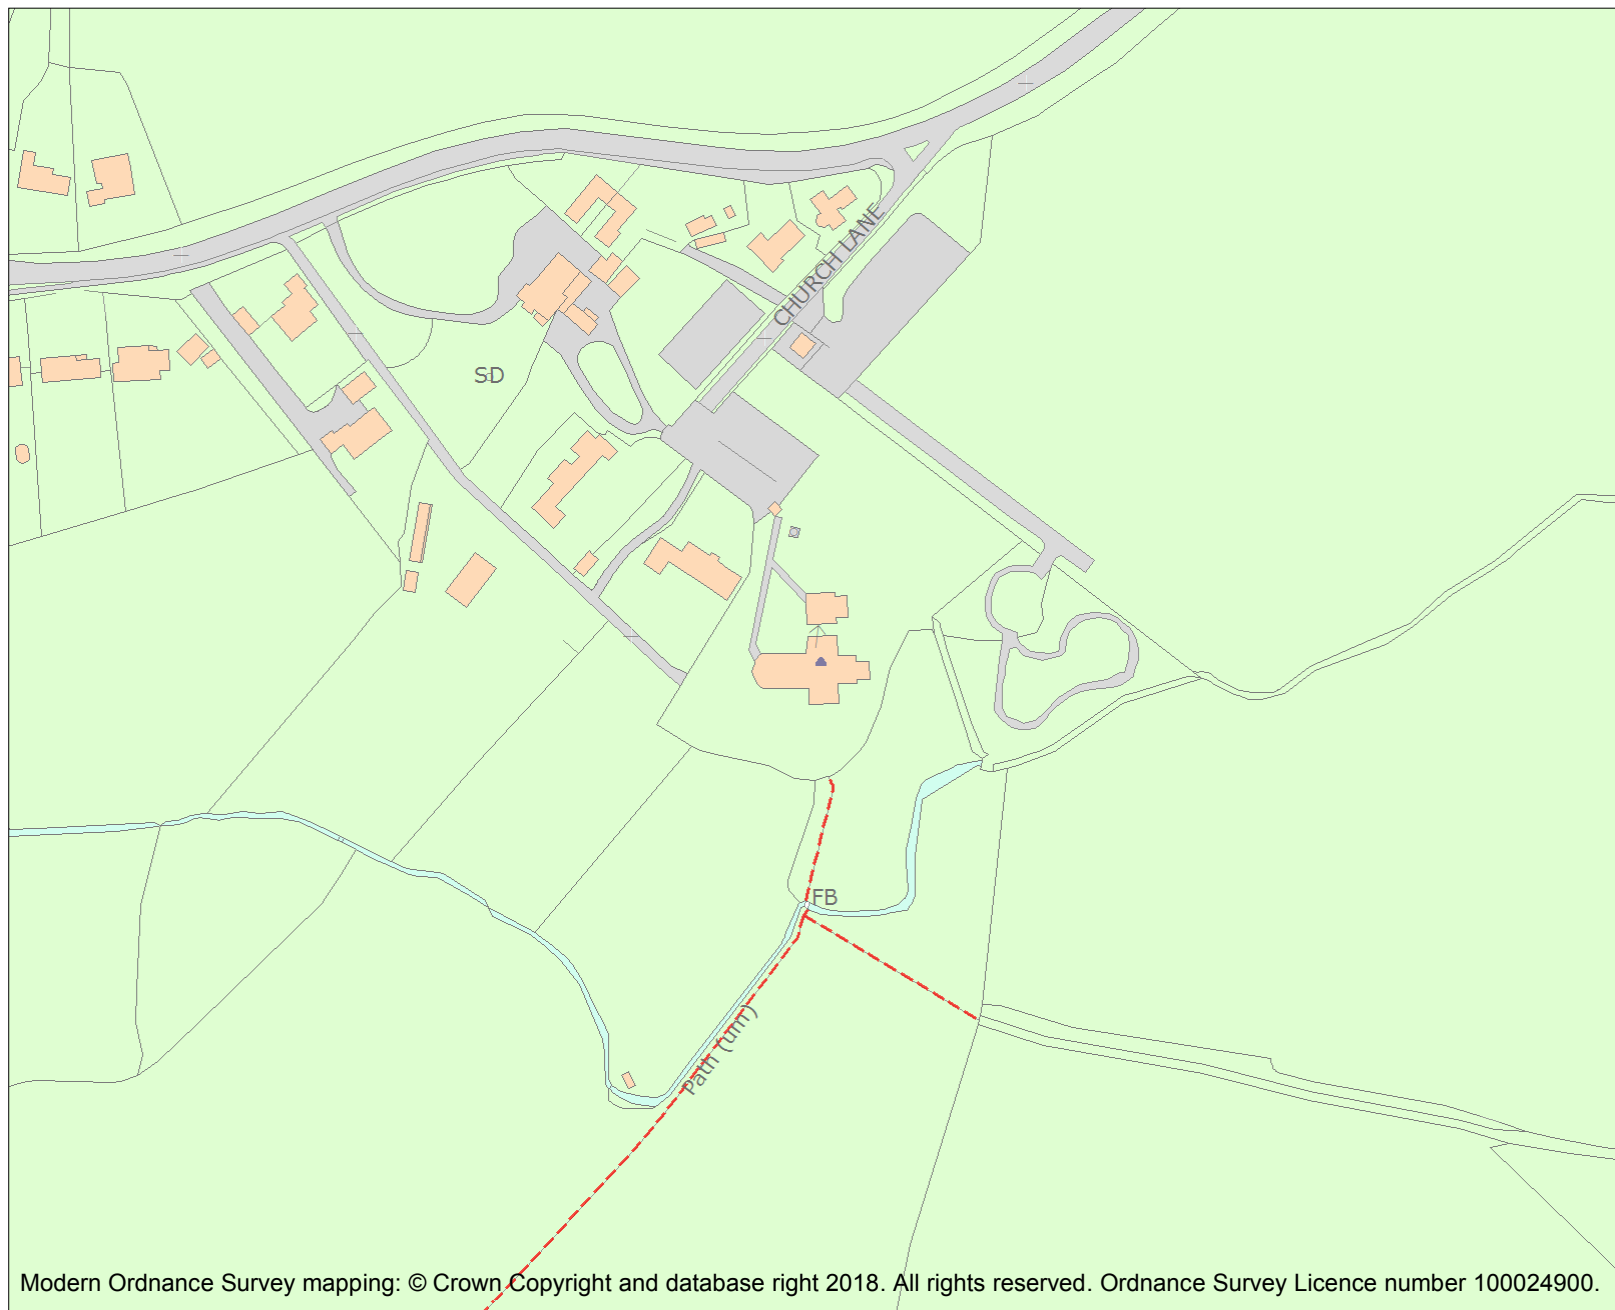 CHURCH LANE
SD
FB
Path (um)
Modern Ordnance Survey mapping: © Crown Copyright and database right 2018. All rights reserved. Ordnance Survey Licence number 100024900.